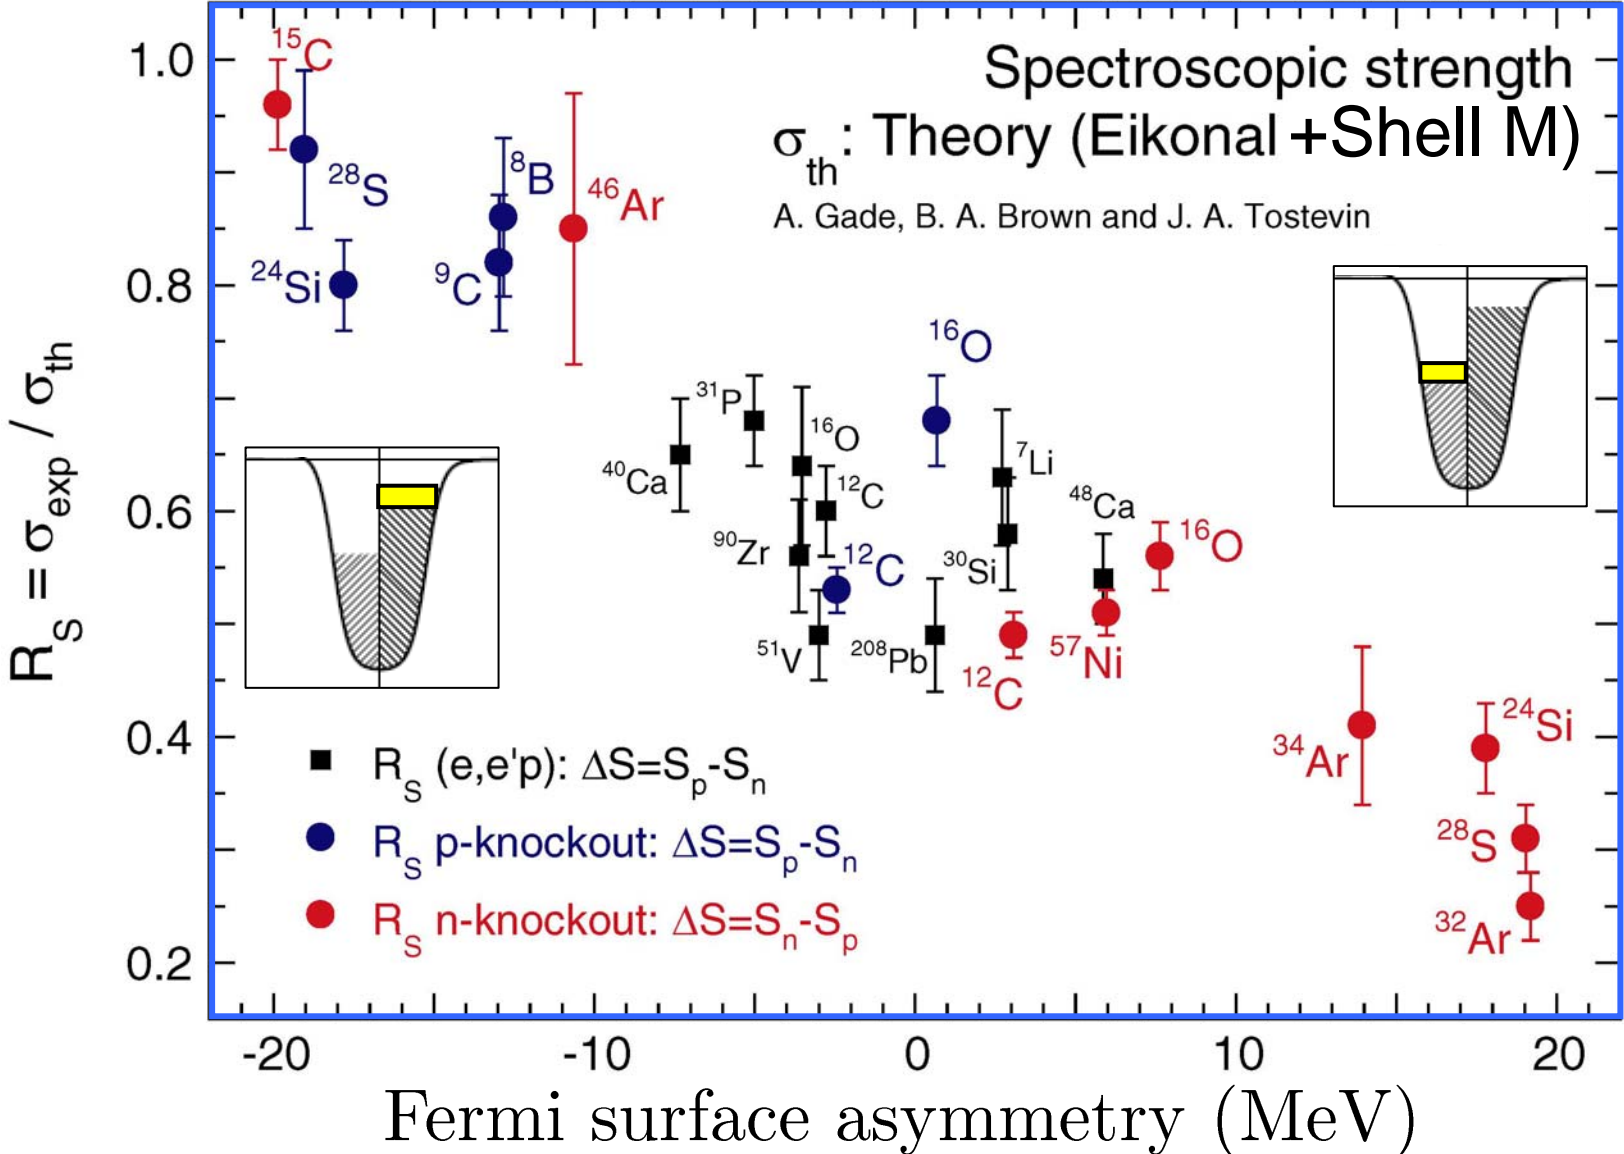 Spectroscopic strength
σth: Theory (Eikonal +Shell M)
A. Gade, B. A. Brown and J. A. Tostevin
RS = σexp / σth
1.0
0.8
0.6
0.4
0.2
15C
28S
24Si
8B
9C
46Ar
16O
31P
16O
40Ca
12C
7Li
48Ca
90Zr
12C
30Si
16O
51V
208Pb
12C
57Ni
34Ar
24Si
28S
32Ar
RS (e,e'p): ΔS=Sp-Sn
RS p-knockout: ΔS=Sp-Sn
RS n-knockout: ΔS=Sn-Sp
-20 -10 0 10 20
Fermi surface asymmetry (MeV)